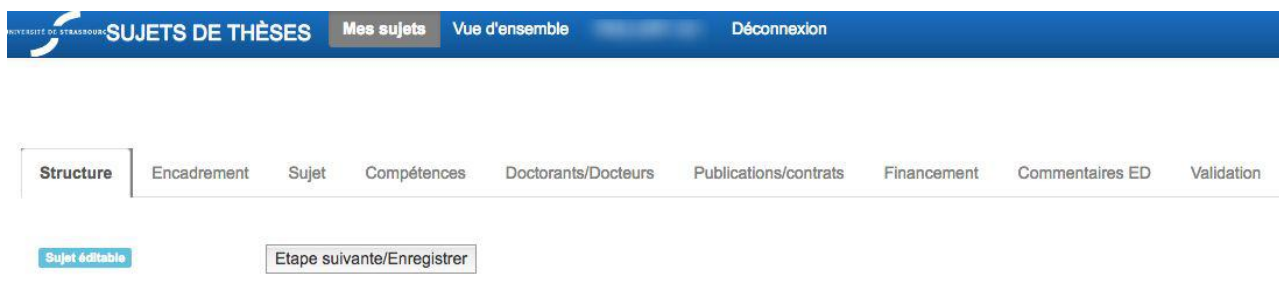 UNIVERSITÉ DE STRASBOURG SUJETS DE THÈSES Mes sujets Vue d'ensemble Déconnexion
Structure Encadrement Sujet Compétences Doctorants/Docteurs Publications/contrats Financement Commentaires ED Validation
Sujet éditable Etape suivante/Enregistrer